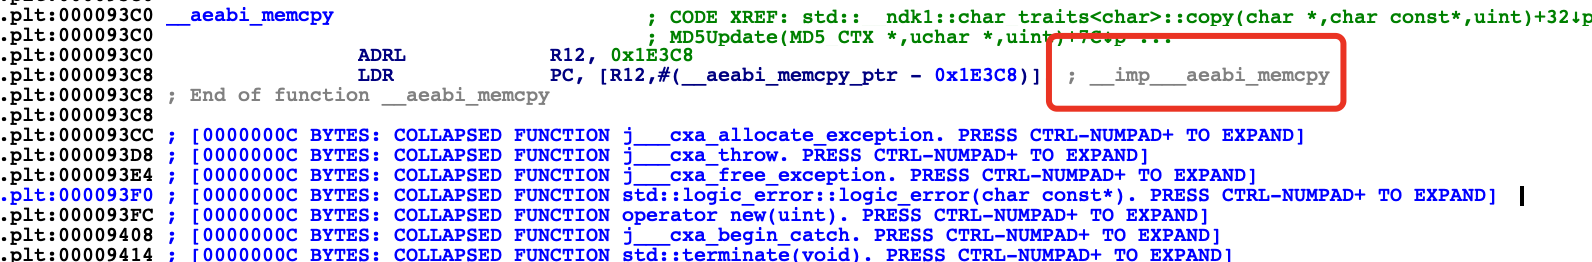 .plt:000093C0 __aeabi_memcpy ; CODE XREF: std:: ndk1::char traits<char>::copy(char *,char const*,uint)+32↓p
.plt:000093C0 ; MD5Update(MD5 CTX *,uchar *,uint)+7C↓p ...
.plt:000093C0 ADRL R12, 0x1E3C8
.plt:000093C8 LDR PC, [R12,#(__aeabi_memcpy_ptr - 0x1E3C8)] ; __imp___aeabi_memcpy
.plt:000093C8 ; End of function __aeabi_memcpy
.plt:000093C8
.plt:000093CC ; [0000000C BYTES: COLLAPSED FUNCTION j___cxa_allocate_exception. PRESS CTRL-NUMPAD+ TO EXPAND]
.plt:000093D8 ; [0000000C BYTES: COLLAPSED FUNCTION j___cxa_throw. PRESS CTRL-NUMPAD+ TO EXPAND]
.plt:000093E4 ; [0000000C BYTES: COLLAPSED FUNCTION j___cxa_free_exception. PRESS CTRL-NUMPAD+ TO EXPAND]
.plt:000093F0 ; [0000000C BYTES: COLLAPSED FUNCTION std::logic_error::logic_error(char const*). PRESS CTRL-NUMPAD+ TO EXPAND]
.plt:000093FC ; [0000000C BYTES: COLLAPSED FUNCTION operator new(uint). PRESS CTRL-NUMPAD+ TO EXPAND]
.plt:00009408 ; [0000000C BYTES: COLLAPSED FUNCTION j___cxa_begin_catch. PRESS CTRL-NUMPAD+ TO EXPAND]
.plt:00009414 ; [0000000C BYTES: COLLAPSED FUNCTION std::terminate(void). PRESS CTRL-NUMPAD+ TO EXPAND]